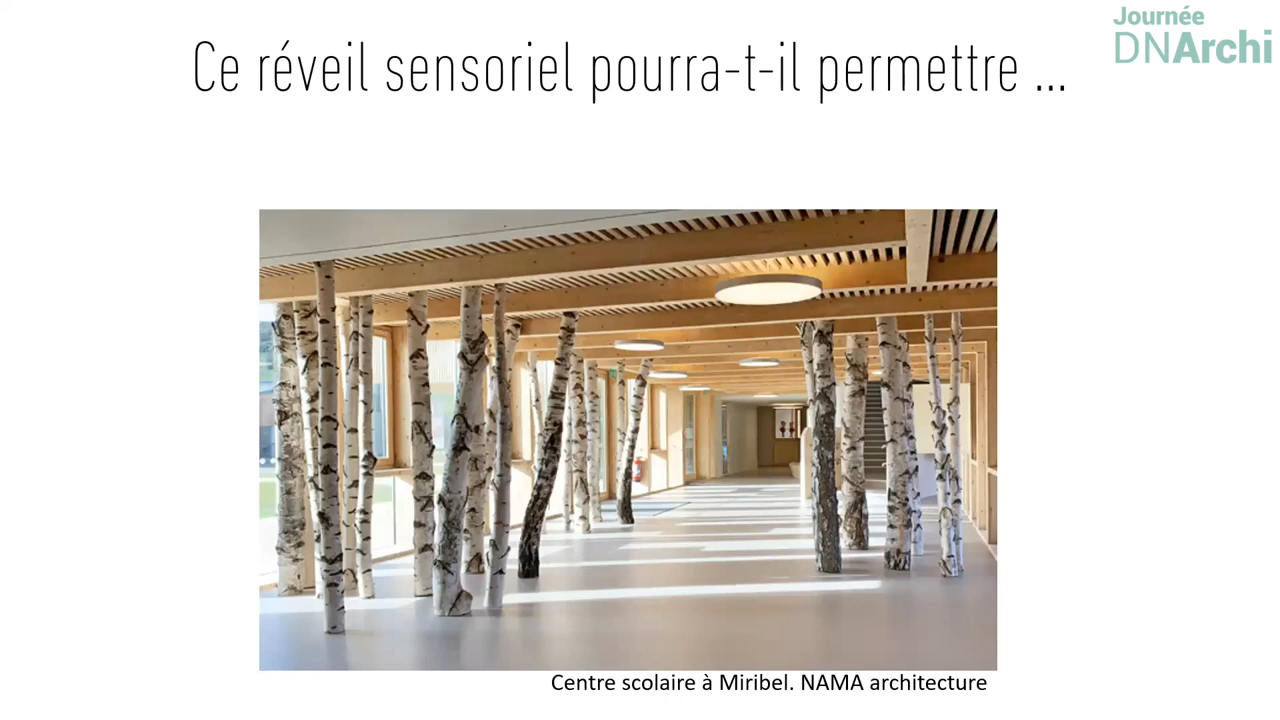 Journée
DNArchi
Ce réveil sensoriel pourra-t-il permettre ...
Centre scolaire à Miribel. NAMA architecture